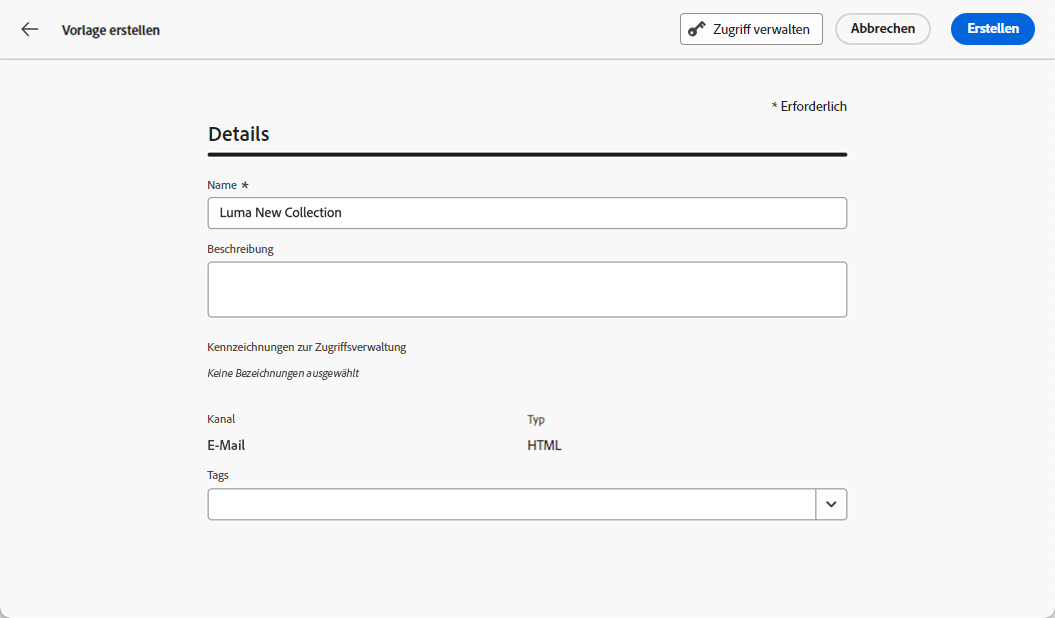 Vorlage erstellen
Zugriff verwalten
Abbrechen
Erstellen
* Erforderlich
Details
Name *
Luma New Collection
Beschreibung
Kennzeichnungen zur Zugriffsverwaltung
Keine Bezeichnungen ausgewählt
Kanal
Typ
E-Mail
HTML
Tags